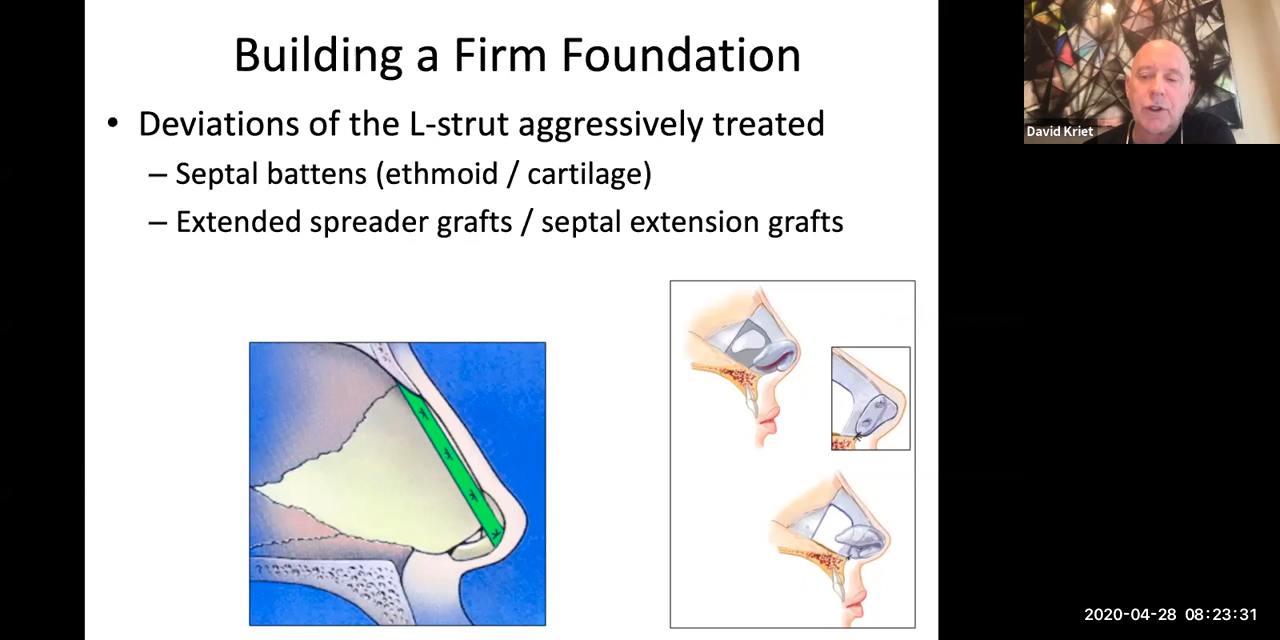 Building a Firm Foundation
• Deviations of the L-strut aggressively treated
– Septal battens (ethmoid / cartilage)
– Extended spreader grafts / septal extension grafts
David Kriet
2020-04-28 08:23:31